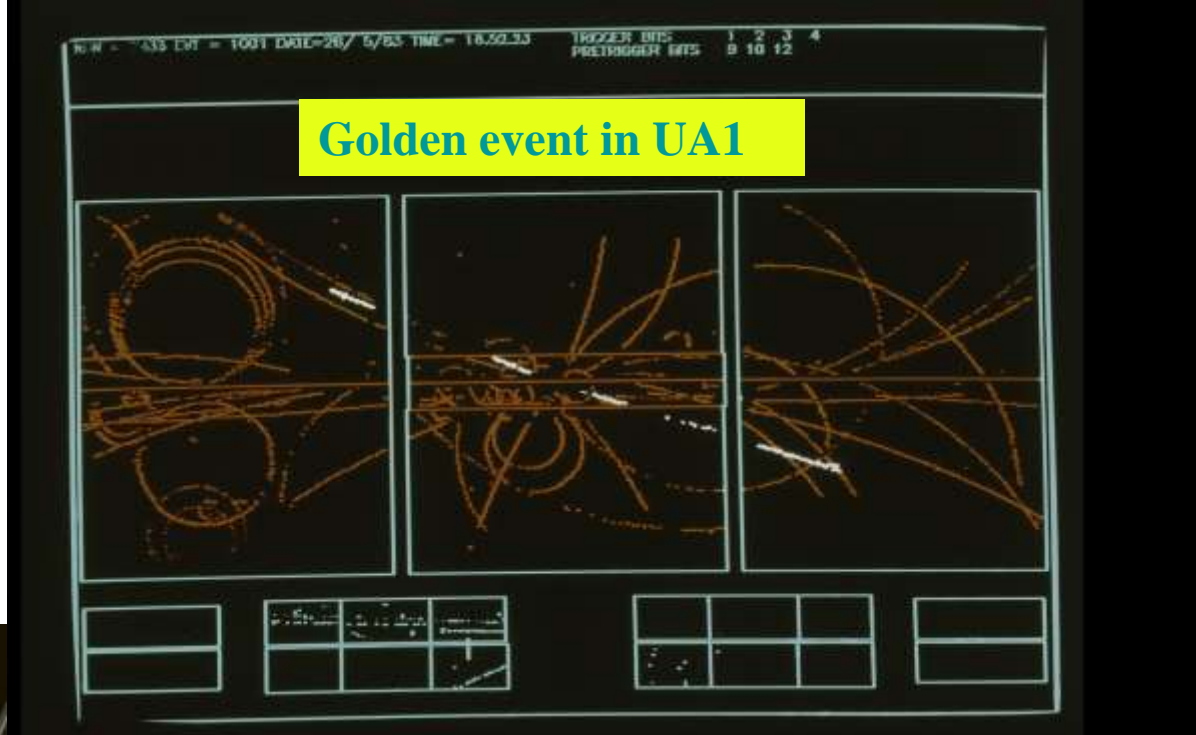 EVT = 1001 DATE=28/ 5/83 TIME= 18.50.33 TRIGGER BITS 1 2 3 4
PRETRIGGER BITS 9 10 12
Golden event in UA1